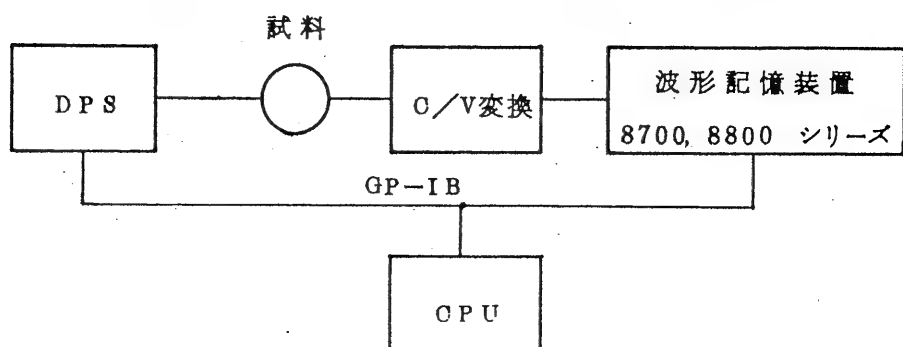 試料
DPS
C/V変換
波形記憶装置
8700, 8800 シリーズ
GP-IB
CPU